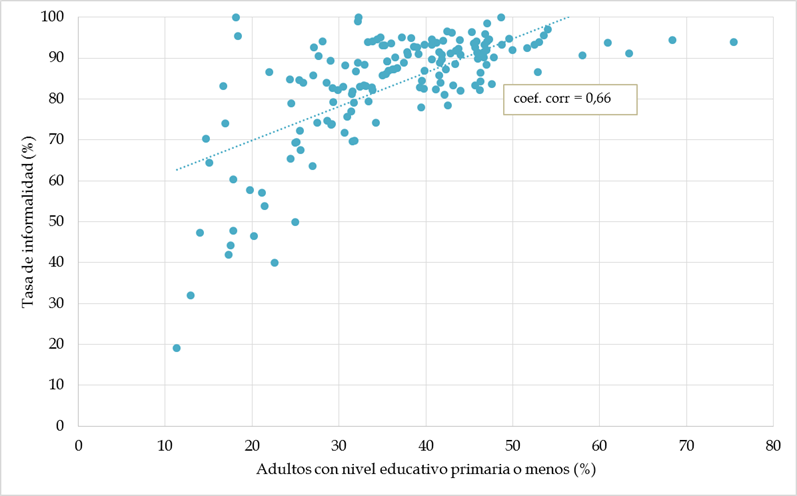 100
90
80
70
60
50
40
30
20
10
0
Tasa de informalidad (%)
coef. corr = 0,66
0 10 20 30 40 50 60 70 80
Adultos con nivel educativo primaria o menos (%)